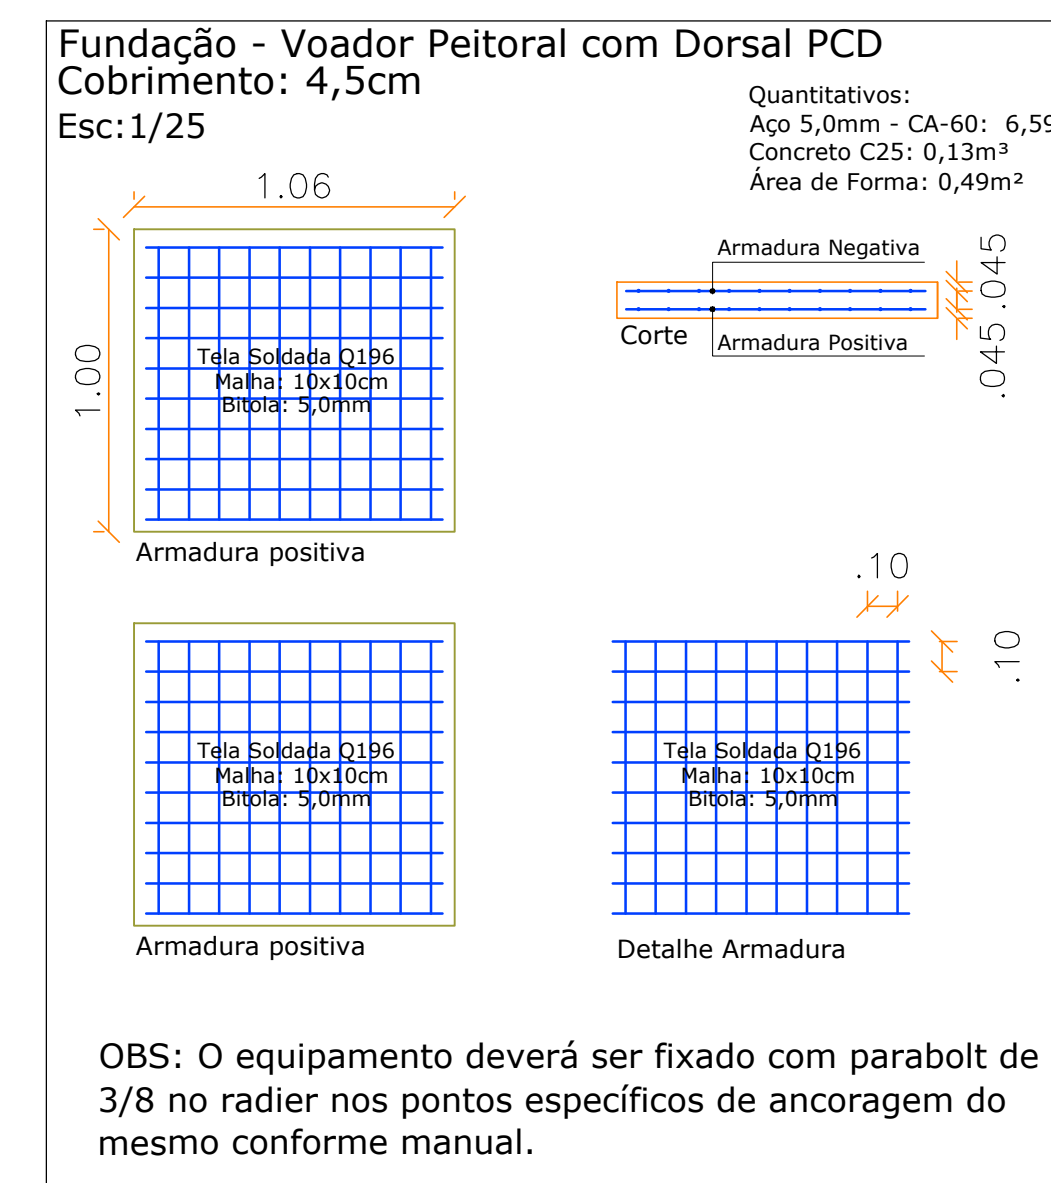 Fundação - Voador Peitoral com Dorsal PCD
Cobrimento: 4,5cm
Esc:1/25
Quantitativos:
Aço 5,0mm - CA-60: 6,59
Concreto C25: 0,13m³
Área de Forma: 0,49m²
1.06
1.00
Tela Soldada Q196
Malha: 10x10cm
Bitola: 5,0mm
Armadura positiva
Armadura Negativa
Corte
Armadura Positiva
.045
.045
Tela Soldada Q196
Malha: 10x10cm
Bitola: 5,0mm
Armadura positiva
.10
.10
Tela Soldada Q196
Malha: 10x10cm
Bitola: 5,0mm
Detalhe Armadura
OBS: O equipamento deverá ser fixado com parabolt de
3/8 no radier nos pontos específicos de ancoragem do
mesmo conforme manual.